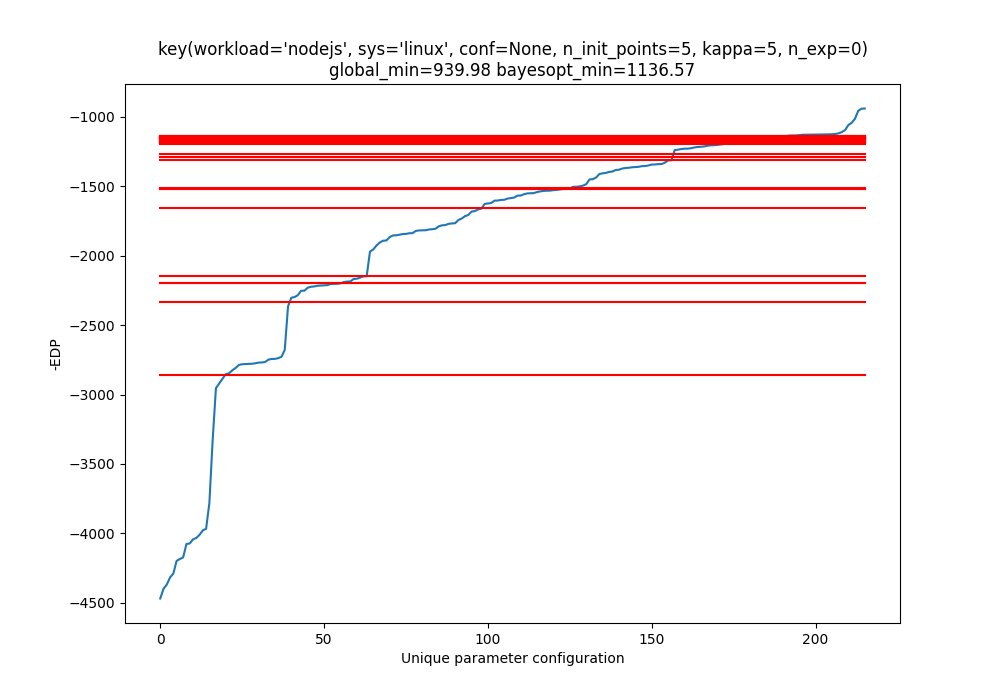 key(workload='nodejs', sys='linux', conf=None, n_init_points=5, kappa=5, n_exp=0)
global_min=939.98 bayesopt_min=1136.57
−1000
−1500
−2000
−2500
−3000
−3500
−4000
−4500
-EDP
0 50 100 150 200
Unique parameter configuration